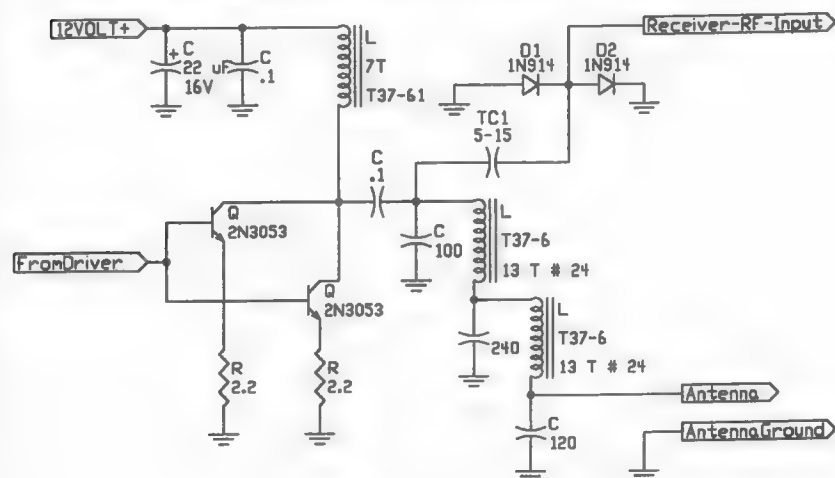 12VOLT+
+ C
22 uF
16V
C
.1
L
7T
T37-61
D1
1N914
D2
1N914
Receiver-RF-Input
TC1
5-15
C
.1
Q
2N3053
FromDriver
Q
2N3053
C
100
L
T37-6
13 T # 24
240
L
T37-6
13 T # 24
R
2.2
R
2.2
C
120
Antenna
AntennaGround